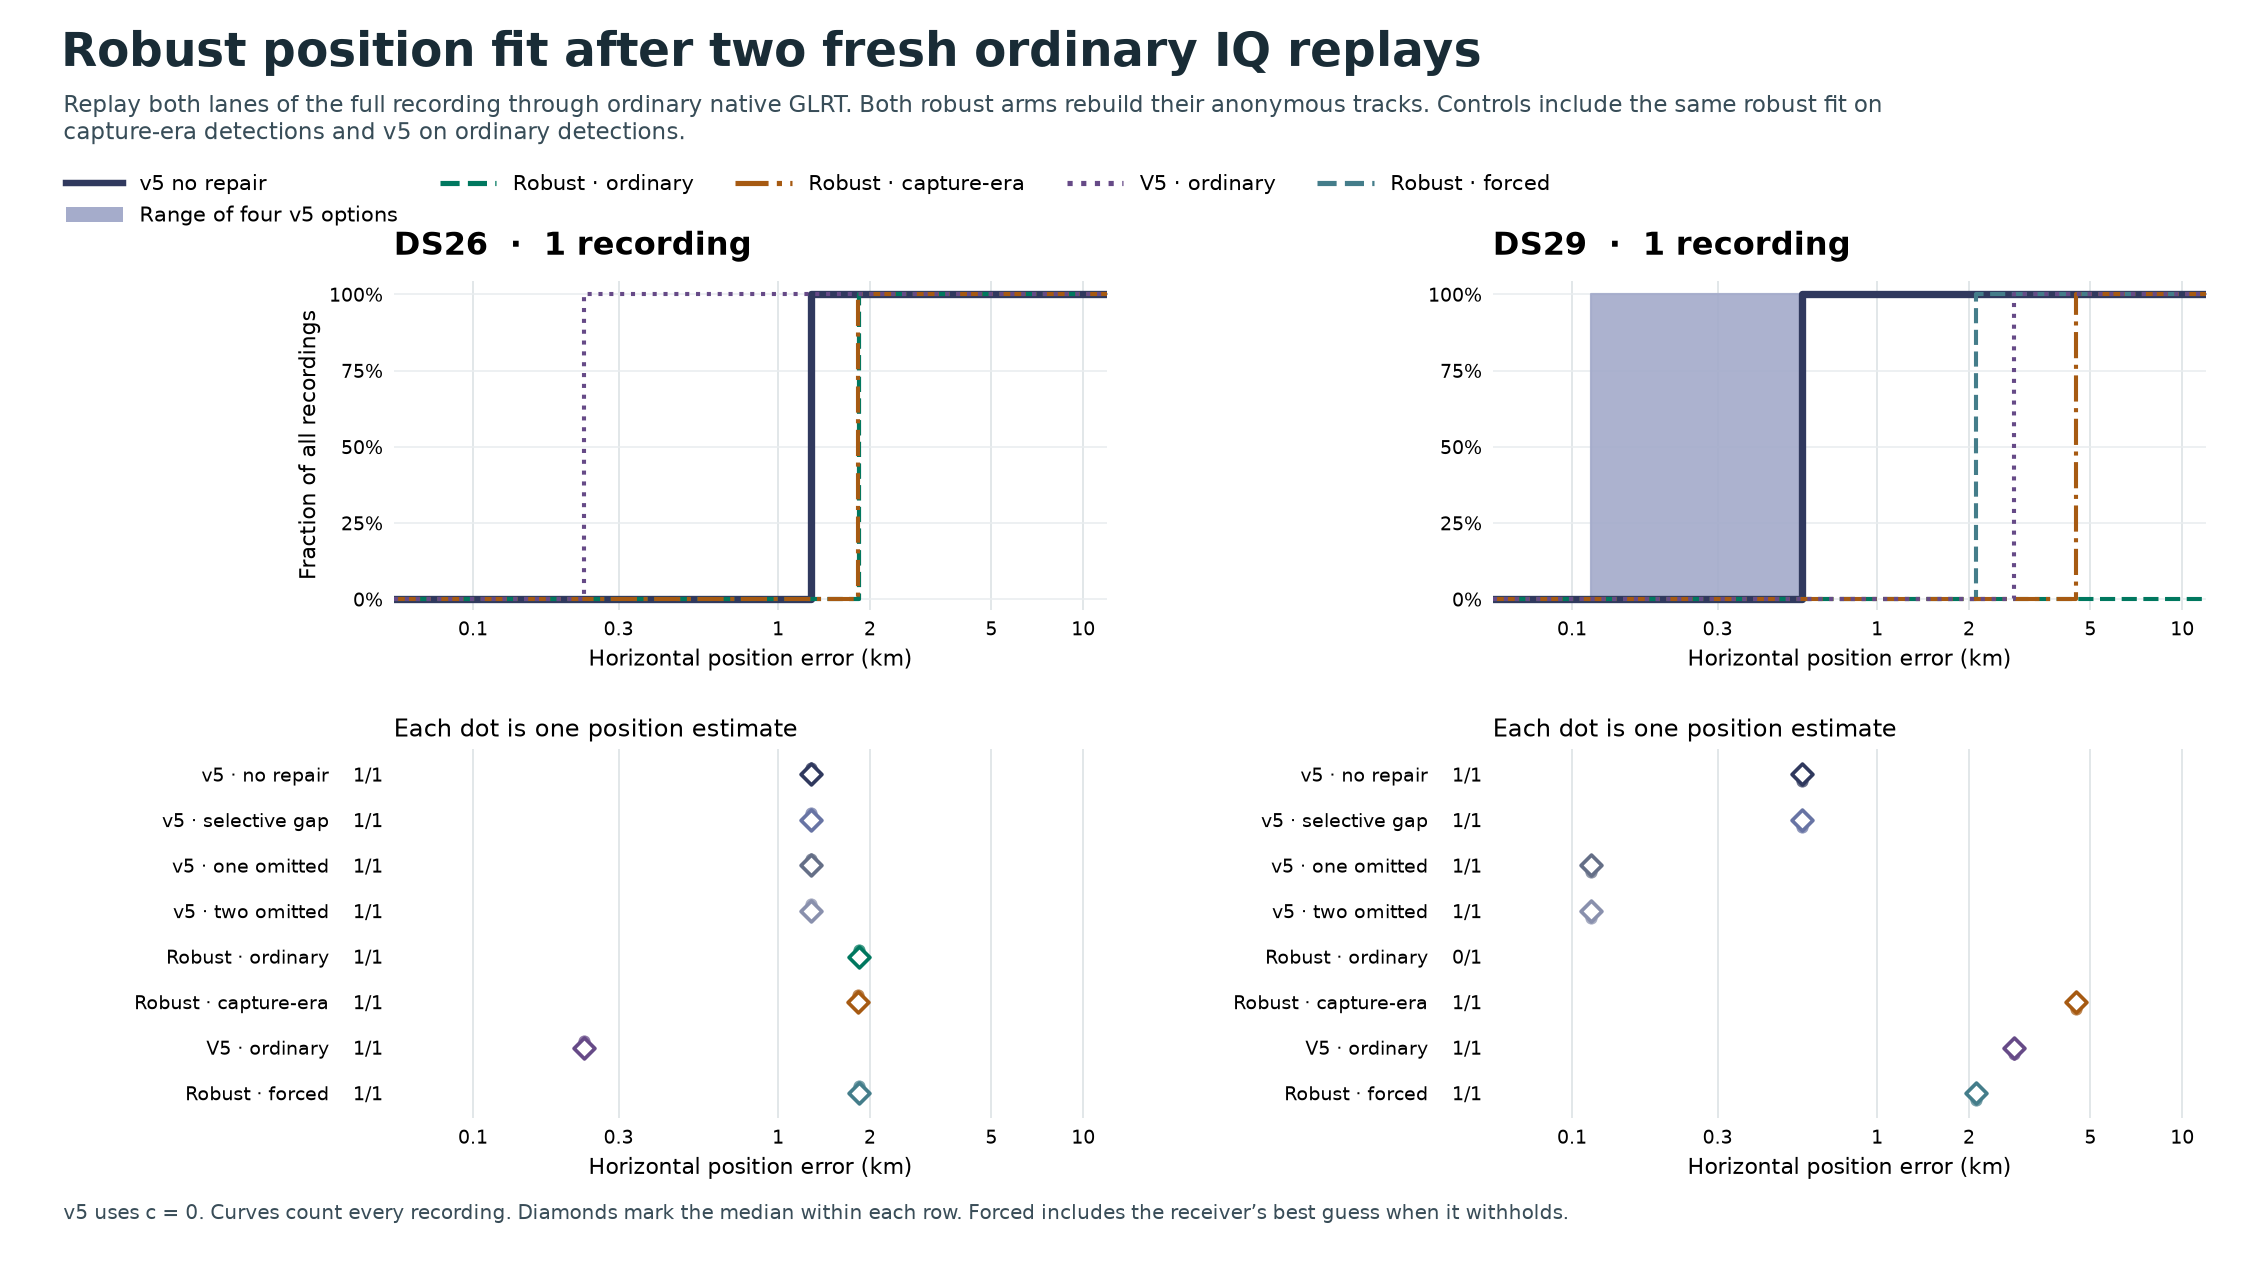 Robust position fit after two fresh ordinary IQ replays
Replay both lanes of the full recording through ordinary native GLRT. Both robust arms rebuild their anonymous tracks. Controls include the same robust fit on
capture-era detections and v5 on ordinary detections.
v5 no repair
Robust · ordinary
Robust · capture-era
V5 · ordinary
Robust · forced
Range of four v5 options
DS26 · 1 recording
Fraction of all recordings
100%
75%
50%
25%
0%
0.1 0.3 1 2 5 10
Horizontal position error (km)
DS29 · 1 recording
100%
75%
50%
25%
0%
0.1 0.3 1 2 5 10
Horizontal position error (km)
Each dot is one position estimate
v5 · no repair 1/1
v5 · selective gap 1/1
v5 · one omitted 1/1
v5 · two omitted 1/1
Robust · ordinary 1/1
Robust · capture-era 1/1
V5 · ordinary 1/1
Robust · forced 1/1
0.1 0.3 1 2 5 10
Horizontal position error (km)
Each dot is one position estimate
v5 · no repair 1/1
v5 · selective gap 1/1
v5 · one omitted 1/1
v5 · two omitted 1/1
Robust · ordinary 0/1
Robust · capture-era 1/1
V5 · ordinary 1/1
Robust · forced 1/1
0.1 0.3 1 2 5 10
Horizontal position error (km)
v5 uses c = 0. Curves count every recording. Diamonds mark the median within each row. Forced includes the receiver’s best guess when it withholds.